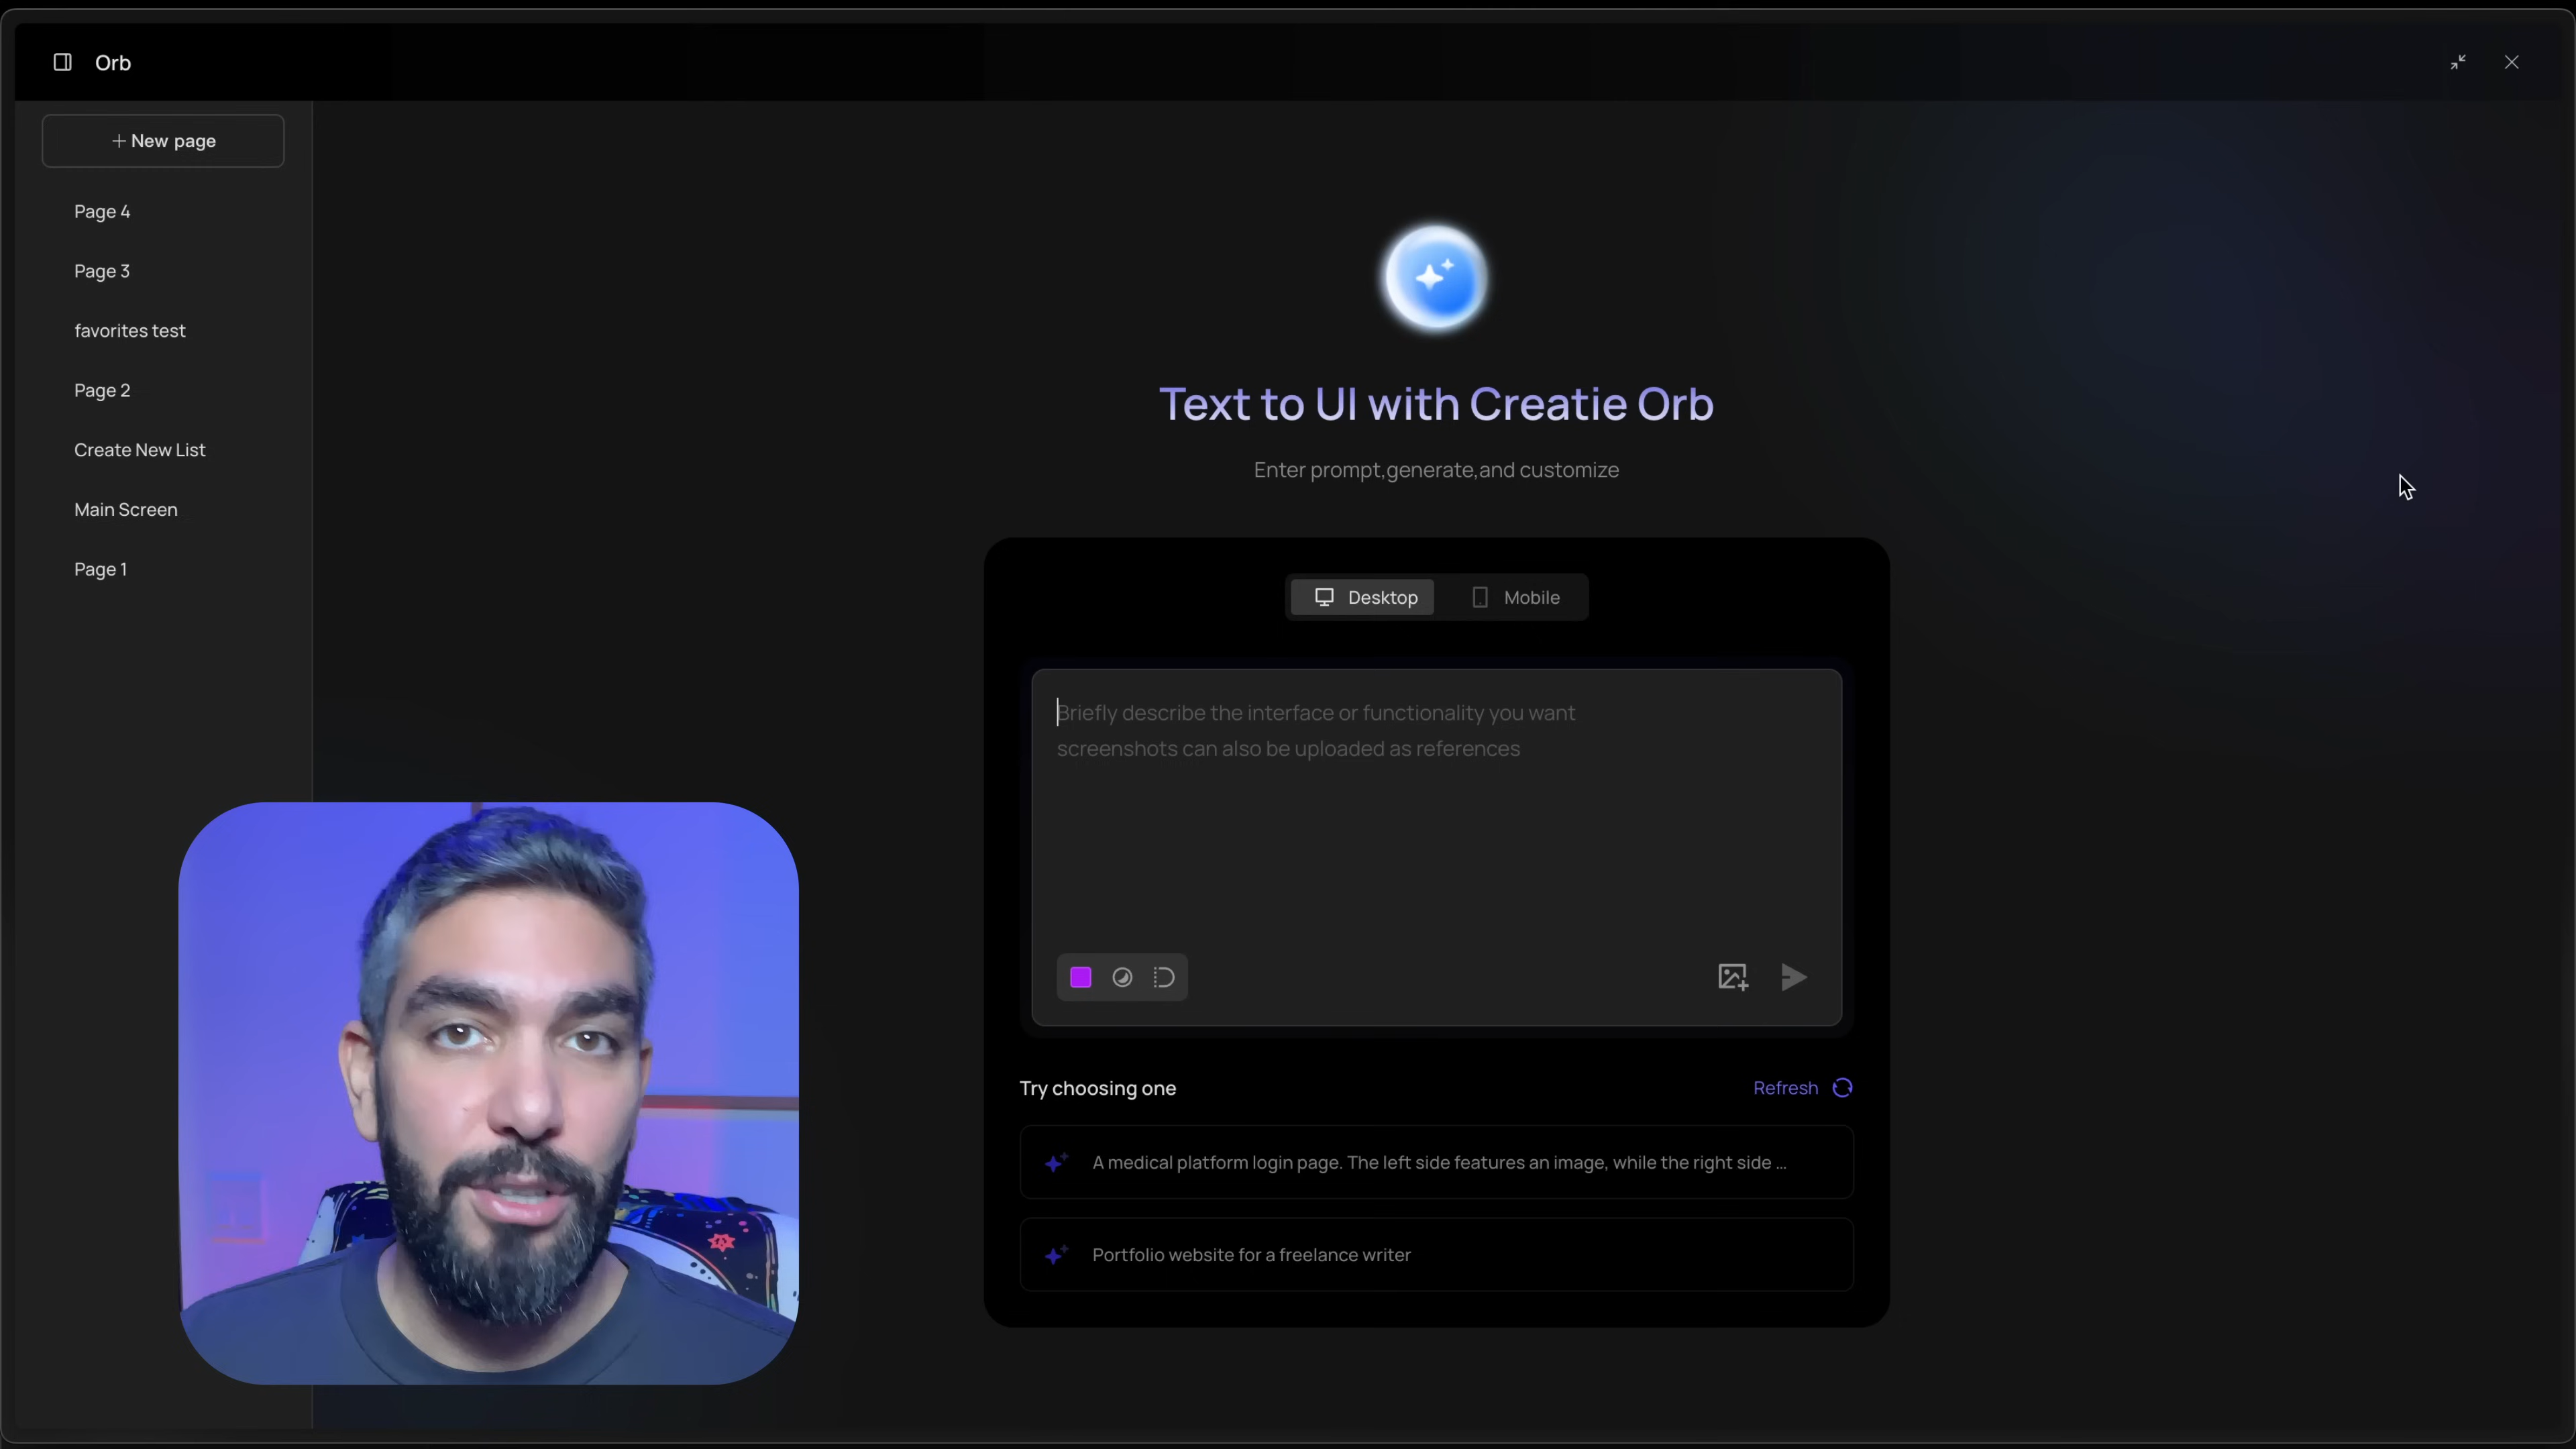 Orb
New page
Page 4
Page 3
favorites test
Page 2
Create New List
Main Screen
Page 1
Text to UI with Creatie Orb
Enter prompt,generate,and customize
Desktop
Mobile
Briefly describe the interface or functionality you want
screenshots can also be uploaded as references
Try choosing one
Refresh
A medical platform login page. The left side features an image, while the right side ...
Portfolio website for a freelance writer